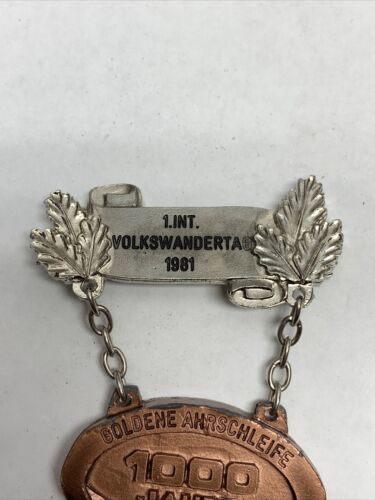 1.INT.
VOLKSWANDERTAG
1981
GOLDENE AHRSCHLEIFE
1000